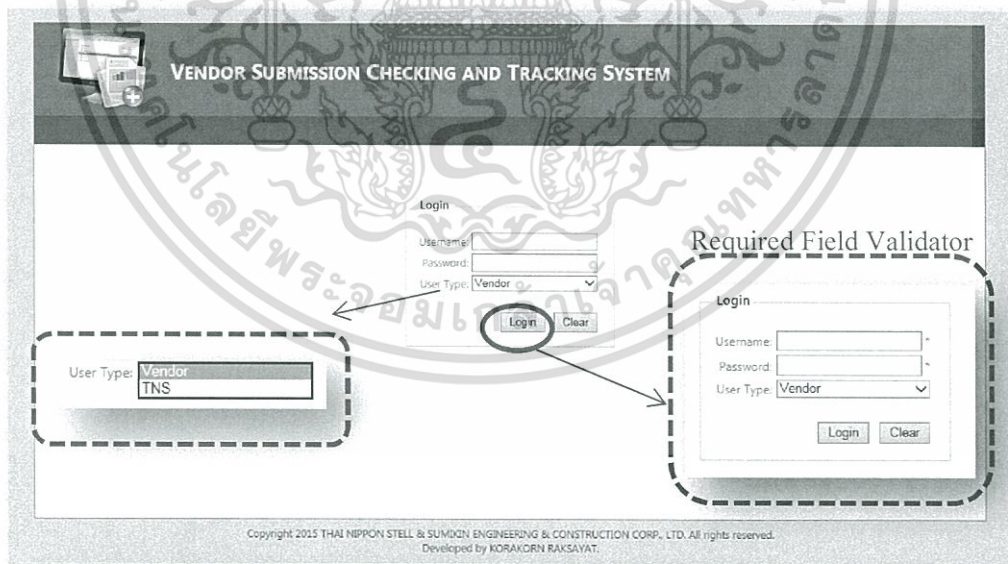 VENDOR SUBMISSION CHECKING AND TRACKING SYSTEM
Login
Username:
Password:
User Type: Vendor
Login Clear
User Type: Vendor
TNS
Required Field Validator
Login
Username: *
Password: *
User Type: Vendor
Login Clear
Copyright 2015 THAI NIPPON STELL & SUMIKIN ENGINEERING & CONSTRUCTION CORP., LTD. All rights reserved.
Developed by KORAKORN RAKSAYAT.